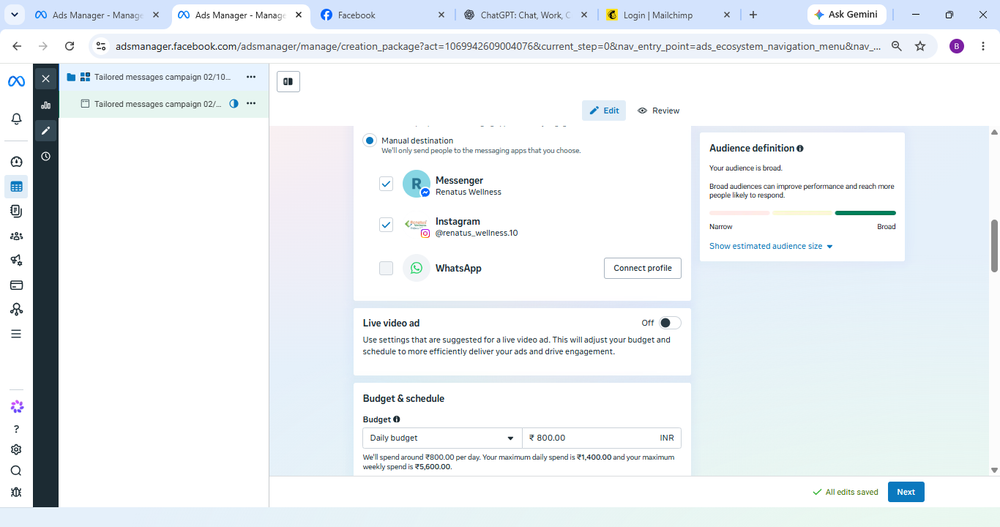 Ads Manager - Manage
Ads Manager - Manage
Facebook
ChatGPT: Chat, Work, C
Login | Mailchimp
Ask Gemini
adsmanager.facebook.com/adsmanager/manage/creation_package?act=1069942609004076&current_step=0&nav_entry_point=ads_ecosystem_navigation_menu&nav_...
B
Tailored messages campaign 02/10...
Tailored messages campaign 02/...
Edit
Review
Manual destination
We'll only send people to the messaging apps that you choose.
R
Messenger
Renatus Wellness
Instagram
@renatus_wellness.10
WhatsApp
Connect profile
Live video ad
Off
Use settings that are suggested for a live video ad. This will adjust your budget and
schedule to more efficiently deliver your ads and drive engagement.
Budget & schedule
Budget
Daily budget
₹ 800.00
INR
We'll spend around ₹800.00 per day. Your maximum daily spend is ₹1,400.00 and your maximum
weekly spend is ₹5,600.00.
Audience definition
Your audience is broad.
Broad audiences can improve performance and reach more
people likely to respond.
Narrow
Broad
Show estimated audience size
All edits saved
Next